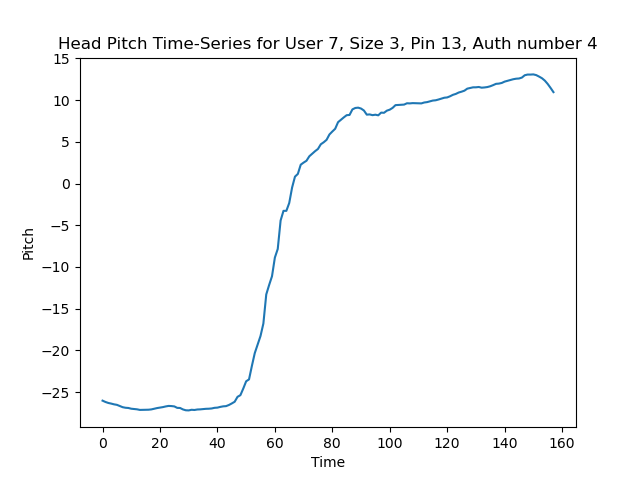 Head Pitch Time-Series for User 7, Size 3, Pin 13, Auth number 4
15
10
5
0
−5
−10
−15
−20
−25
Pitch
0 20 40 60 80 100 120 140 160
Time